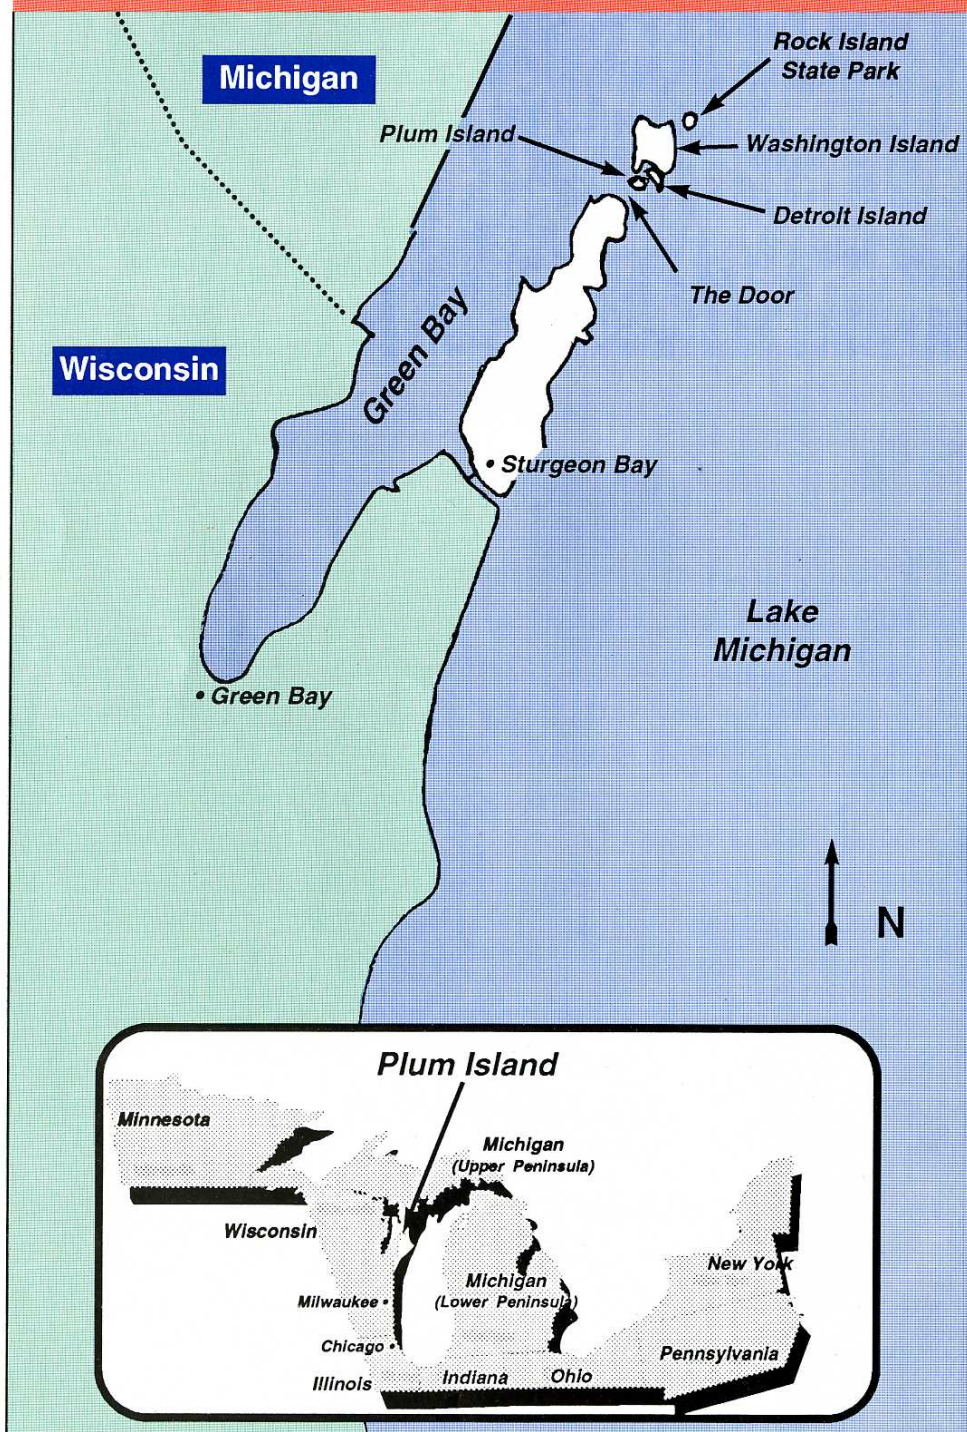 Rock Island
State Park
Michigan
Plum Island
Washington Island
Detroit Island
The Door
Green Bay
Wisconsin
• Sturgeon Bay
Lake
Michigan
• Green Bay
N
Plum Island
Minnesota
Michigan
(Upper Peninsula)
Wisconsin
New York
Michigan
(Lower Peninsula)
Milwaukee •
Chicago •
Pennsylvania
Illinois
Indiana
Ohio